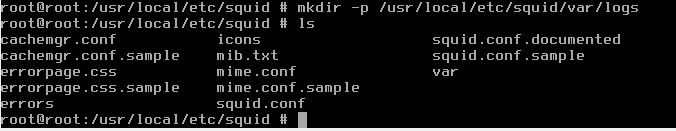 root@root:/usr/local/etc/squid # mkdir -p /usr/local/etc/squid/var/logs
root@root:/usr/local/etc/squid # ls
cachemgr.conf icons squid.conf.documented
cachemgr.conf.sample mib.txt squid.conf.sample
errorpage.css mime.conf var
errorpage.css.sample mime.conf.sample
errors squid.conf
root@root:/usr/local/etc/squid #